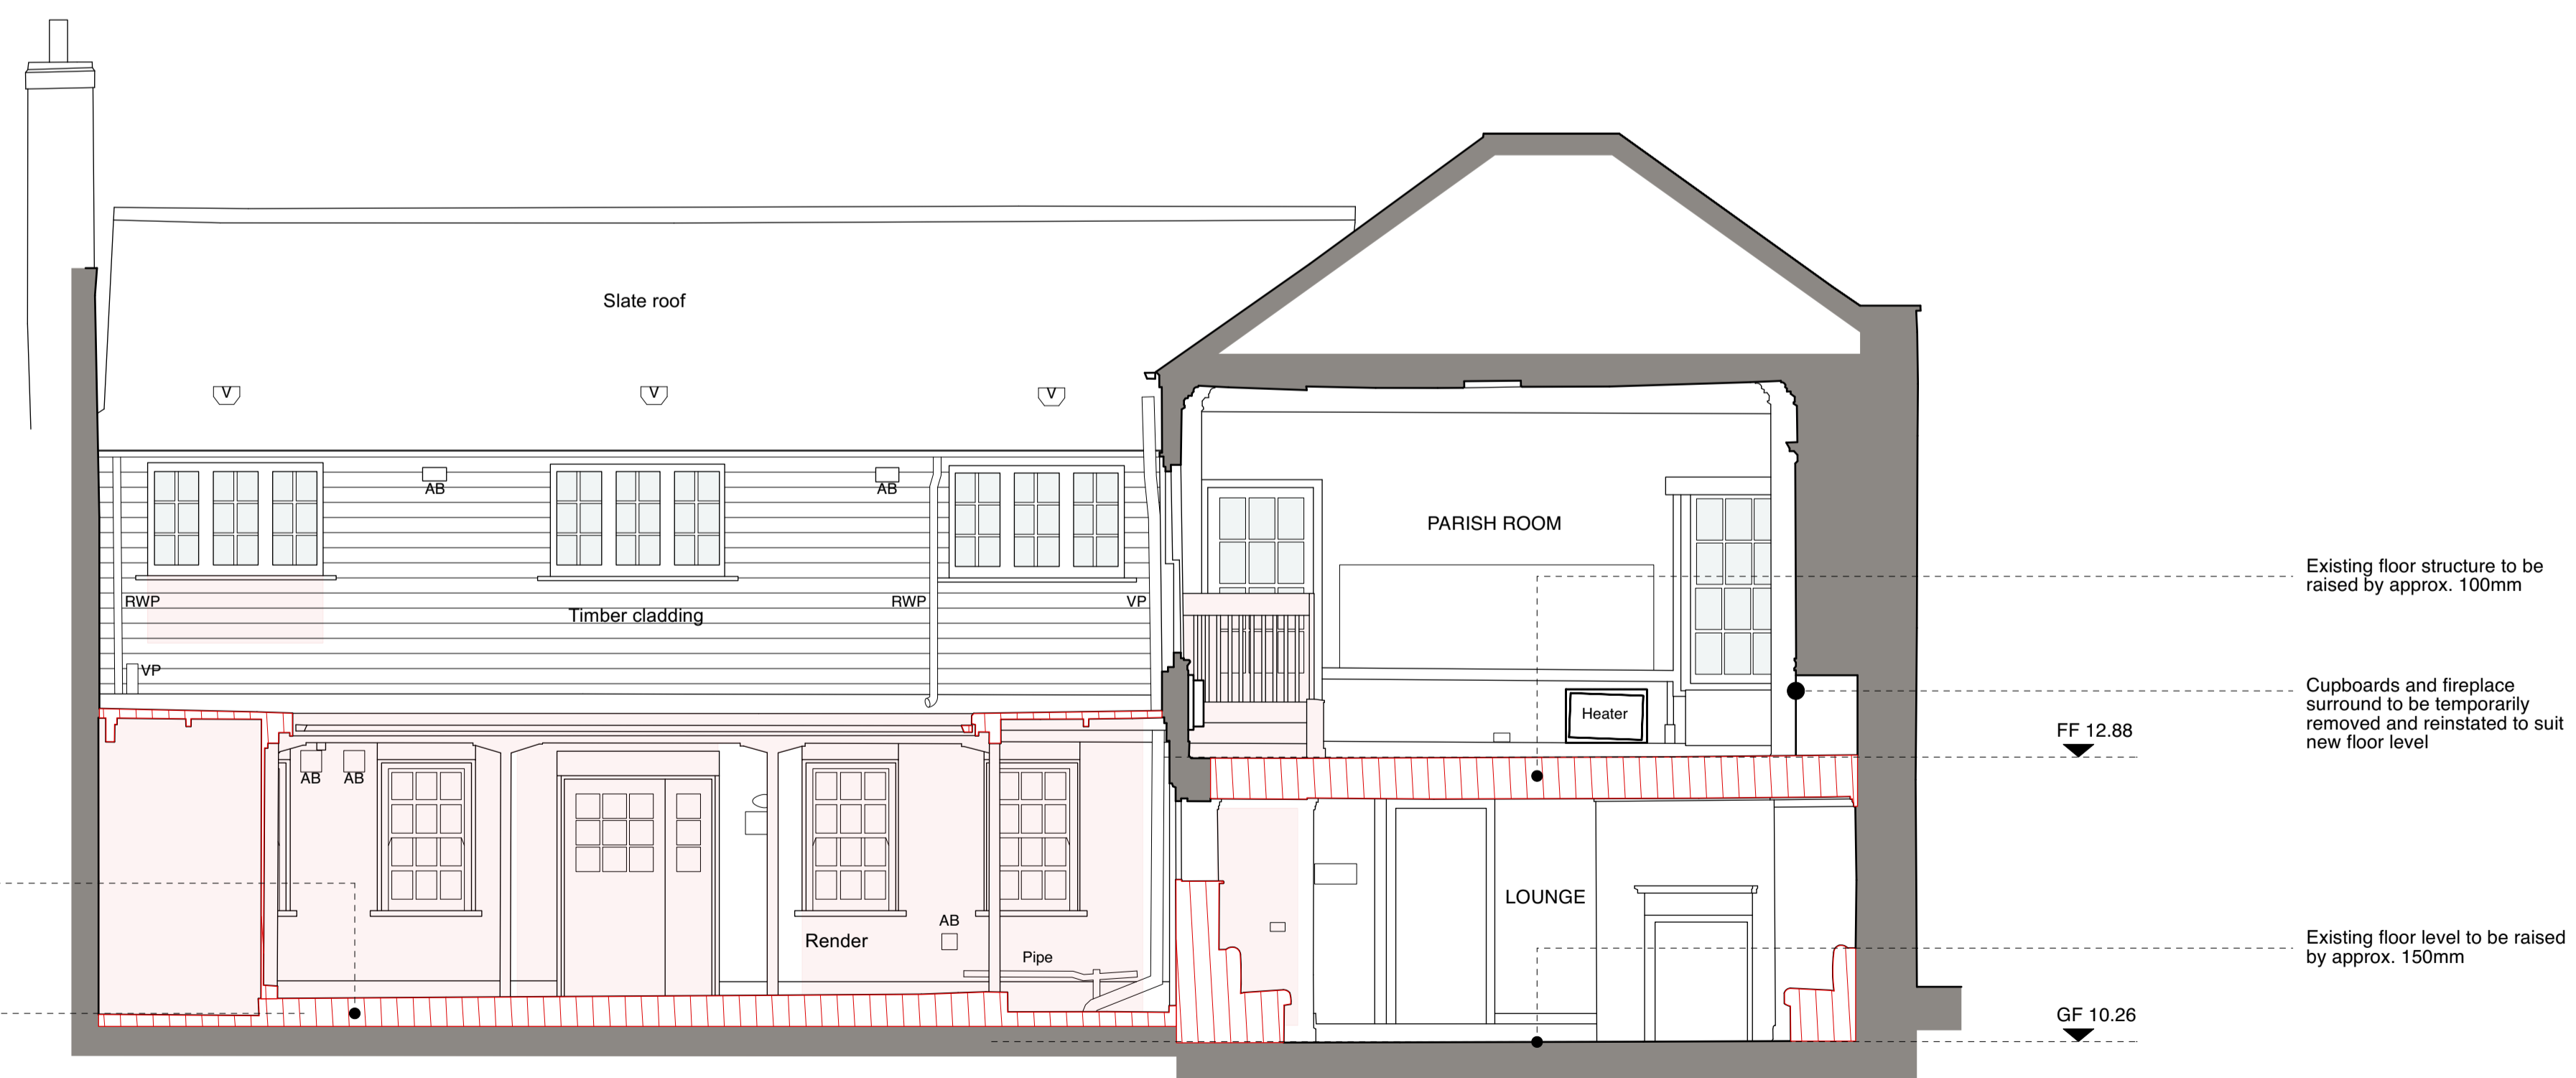 Slate roof
V
V
V
AB
AB
PARISH ROOM
Existing floor structure to be
raised by approx. 100mm
RWP
RWP
VP
Timber cladding
VP
Cupboards and fireplace
surround to be temporarily
removed and reinstated to suit
new floor level
Heater
FF 12.88
AB
AB
LOUNGE
AB
Render
Existing floor level to be raised
by approx. 150mm
Pipe
GF 10.26